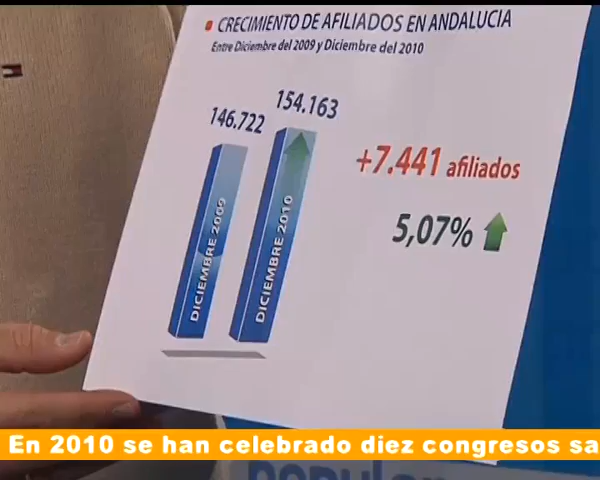 CRECIMIENTO DE AFILIADOS EN ANDALUCIA
Entre Diciembre del 2009 y Diciembre del 2010
146.722
154.163
+7.441 afiliados
5,07%
DICIEMBRE 2009
DICIEMBRE 2010
En 2010 se han celebrado diez congresos sa
popular